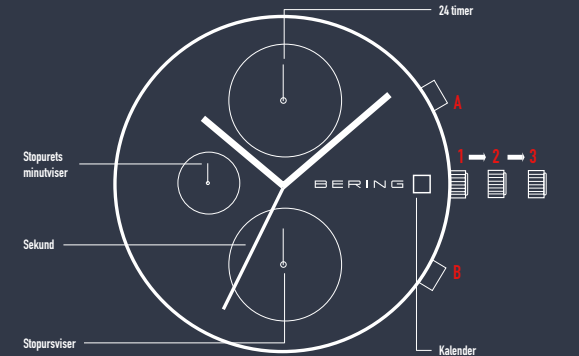 24 timer
A
Stopurets
minutviser
1 2 3
BERING
Sekund
B
Stopursviser
Kalender